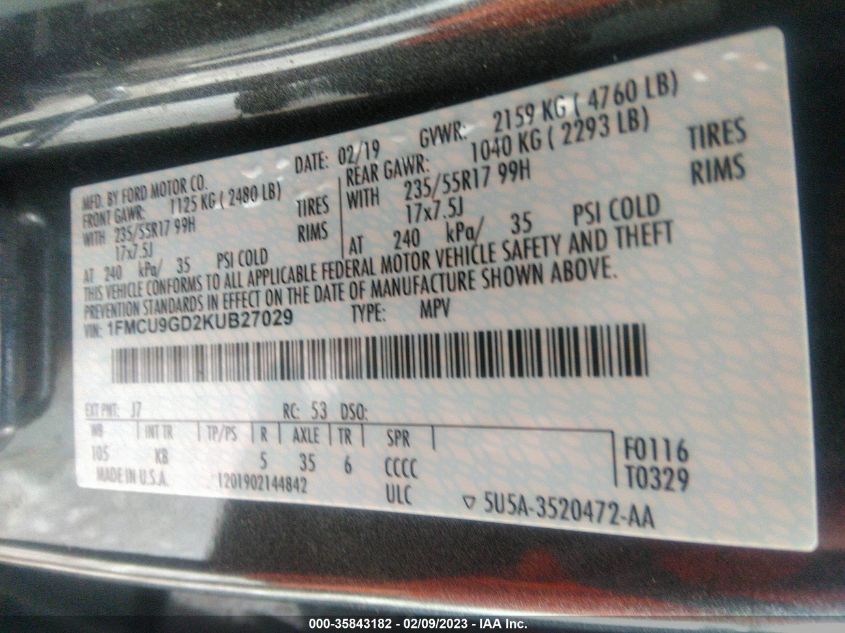 MFD. BY FORD MOTOR CO.
DATE: 02/19
GVWR: 2159 KG ( 4760 LB)
FRONT GAWR: 1125 KG ( 2480 LB)
REAR GAWR: 1040 KG ( 2293 LB)
WITH 235/55R17 99H TIRES
WITH 235/55R17 99H TIRES
17x7.5J RIMS
17x7.5J RIMS
AT 240 kPa/ 35 PSI COLD
AT 240 kPa/ 35 PSI COLD
THIS VEHICLE CONFORMS TO ALL APPLICABLE FEDERAL MOTOR VEHICLE SAFETY AND THEFT
PREVENTION STANDARDS IN EFFECT ON THE DATE OF MANUFACTURE SHOWN ABOVE.
VIN: 1FMCU9GD2KUB27029 TYPE: MPV
EXT PNT: J7 RC: 53 DSO:
WB INT TR TP/PS R AXLE TR SPR
105 KB 5 35 6 CCCC
F0116
T0329
MADE IN U.S.A. 1201902144842 ULC
5U5A-3520472-AA
000-35843182 - 02/09/2023 - IAA Inc.